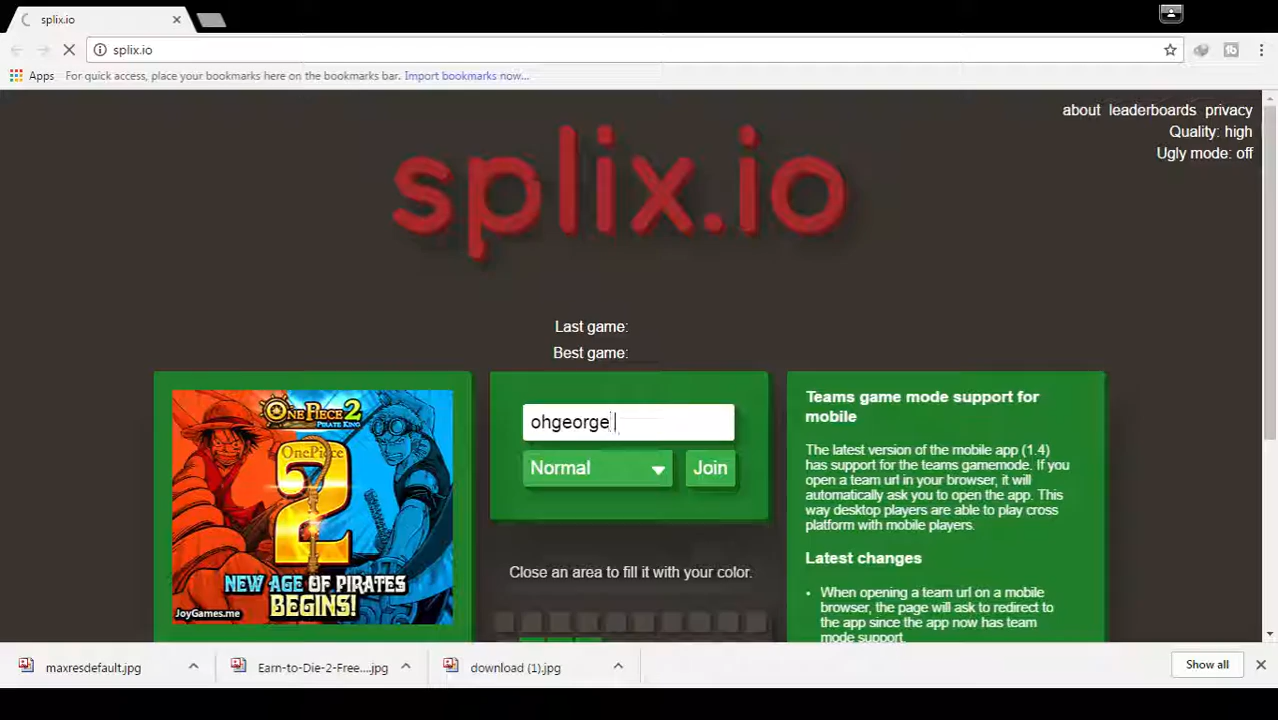 splix.io
splix.io
Apps For quick access, place your bookmarks here on the bookmarks bar. Import bookmarks now...
about leaderboards privacy
Quality: high
Ugly mode: off
splix.io
Last game:
Best game:
ONE PIECE 2
PIRATE KING
OnePiece
2
NEW AGE OF PIRATES
BEGINS!
JoyGames.me
ohgeorge
Normal
Join
Close an area to fill it with your color.
Teams game mode support for
mobile
The latest version of the mobile app (1.4)
has support for the teams gamemode. If you
open a team url in your browser, it will
automatically ask you to open the app. This
way desktop players are able to play cross
platform with mobile players.
Latest changes
• When opening a team url on a mobile
browser, the page will ask to redirect to
the app since the app now has team
mode support.
maxresdefault.jpg
Earn-to-Die-2-Free....jpg
download (1).jpg
Show all